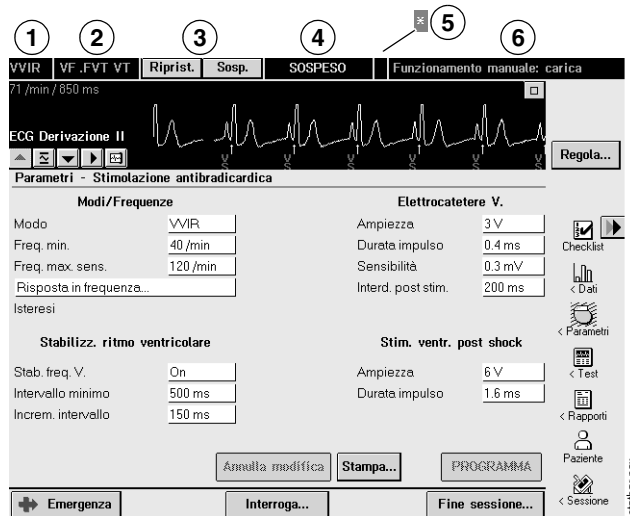 1 2 3 4 5 6
VVIR VF .FVT VT Riprist. Sosp. SOSPESO Funzionamento manuale: carica
71 /min / 850 ms
ECG Derivazione II
V S V S V S V S V S
Regola...
Parametri - Stimolazione antibradicardica
Modi/Frequenze Elettrocatetere V.
Modo VVIR Ampiezza 3 V
Freq. min. 40 /min Durata impulso 0.4 ms
Freq. max. sens. 120 /min Sensibilità 0.3 mV
Risposta in frequenza... Interd. post stim. 200 ms
Isteresi
Stabilizz. ritmo ventricolare Stim. ventr. post shock
Stab. freq. V. On Ampiezza 6 V
Intervallo minimo 500 ms Durata impulso 1.6 ms
Increm. intervallo 150 ms
Checklist
< Dati
< Parametri
< Test
< Rapporti
Paziente
< Sessione
Annulla modifica Stampa... PROGRAMMA
Emergenza Interroga... Fine sessione...